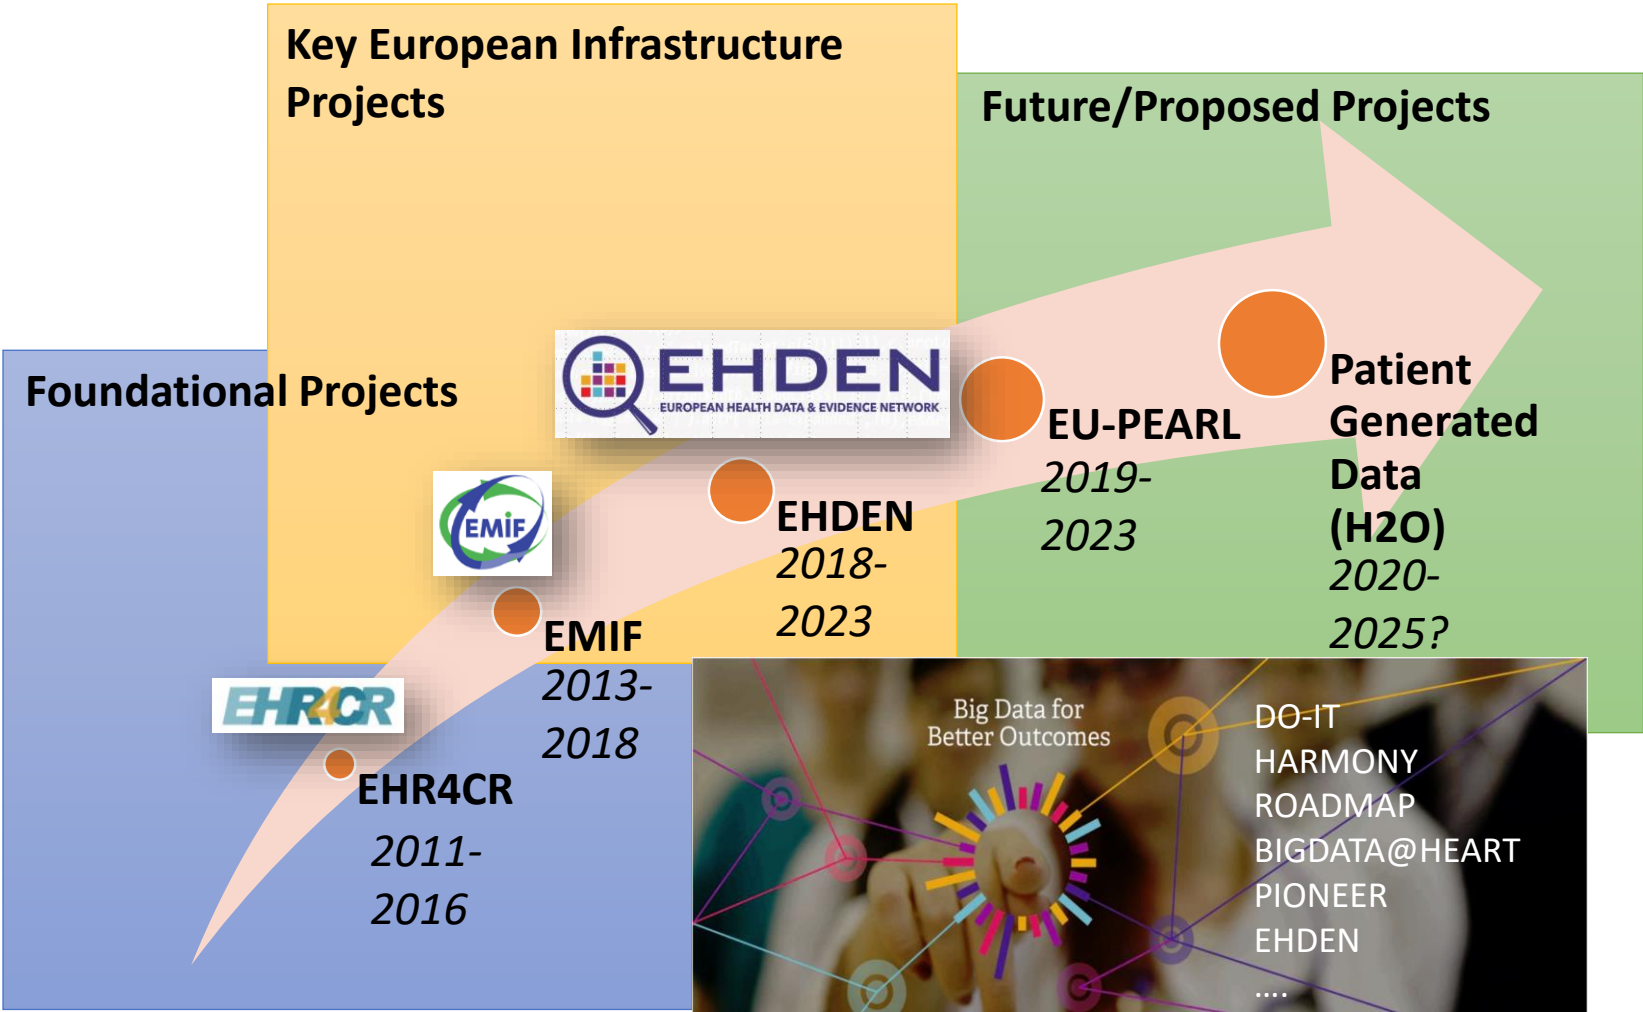 Key European Infrastructure
Projects
Future/Proposed Projects
Foundational Projects
EHDEN
EUROPEAN HEALTH DATA & EVIDENCE NETWORK
EMIF
EHR4CR
EHR4CR
2011-
2016
EMIF
2013-
2018
EHDEN
2018-
2023
EU-PEARL
2019-
2023
Patient
Generated
Data
(H2O)
2020-
2025?
Big Data for
Better Outcomes
DO-IT
HARMONY
ROADMAP
BIGDATA@HEART
PIONEER
EHDEN
....